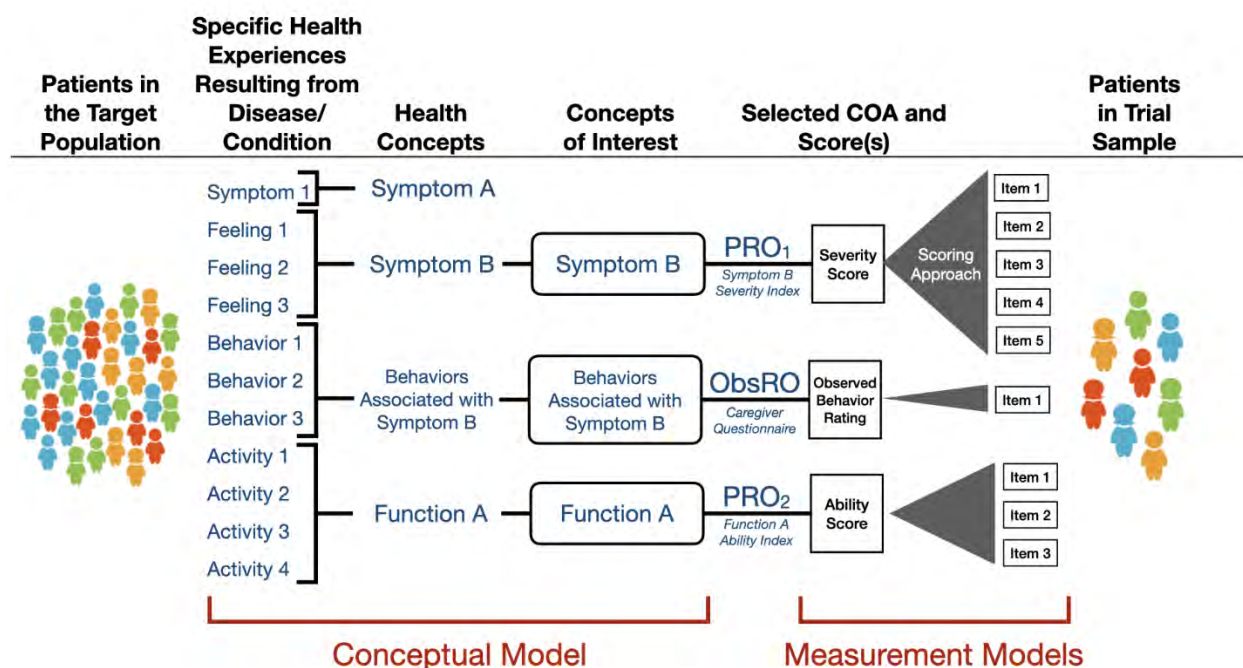 Patients in
the Target
Population
Specific Health
Experiences
Resulting from
Disease/
Condition
Health
Concepts
Concepts
of Interest
Selected COA and
Score(s)
Patients
in Trial
Sample
Symptom 1
Symptom A
Feeling 1
Feeling 2
Feeling 3
Symptom B
Symptom B
PRO₁
Symptom B
Severity Index
Severity
Score
Scoring
Approach
Item 1
Item 2
Item 3
Item 4
Item 5
Behavior 1
Behavior 2
Behavior 3
Behaviors
Associated with
Symptom B
Behaviors
Associated with
Symptom B
ObsRO
Caregiver
Questionnaire
Observed
Behavior
Rating
Item 1
Activity 1
Activity 2
Activity 3
Activity 4
Function A
Function A
PRO₂
Function A
Ability Index
Ability
Score
Item 1
Item 2
Item 3
Conceptual Model
Measurement Models